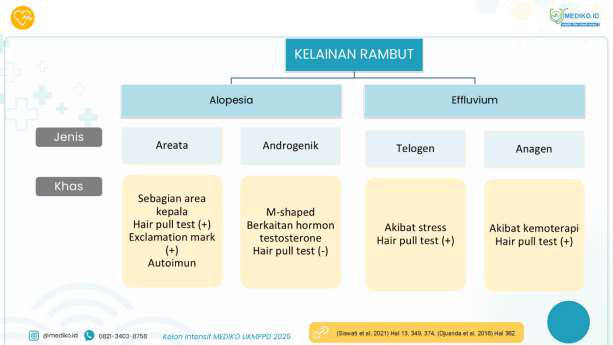 MEDIKO.ID
KELAINAN RAMBUT
Alopesia
Effluvium
Jenis
Areata
Androgenik
Telogen
Anagen
Khas
Sebagian area
kepala
Hair pull test (+)
Exclamation mark
(+)
Autoimun
M-shaped
Berkaitan hormon
testosterone
Hair pull test (-)
Akibat stress
Hair pull test (+)
Akibat kemoterapi
Hair pull test (+)
@mediko.id
0821-3403-8758
Kelan Intensif MEDIKO UKMPPD 2025
(Siswati et al. 2021) Hal 13, 349, 374, (Djuanda et al. 2018) Hal 362